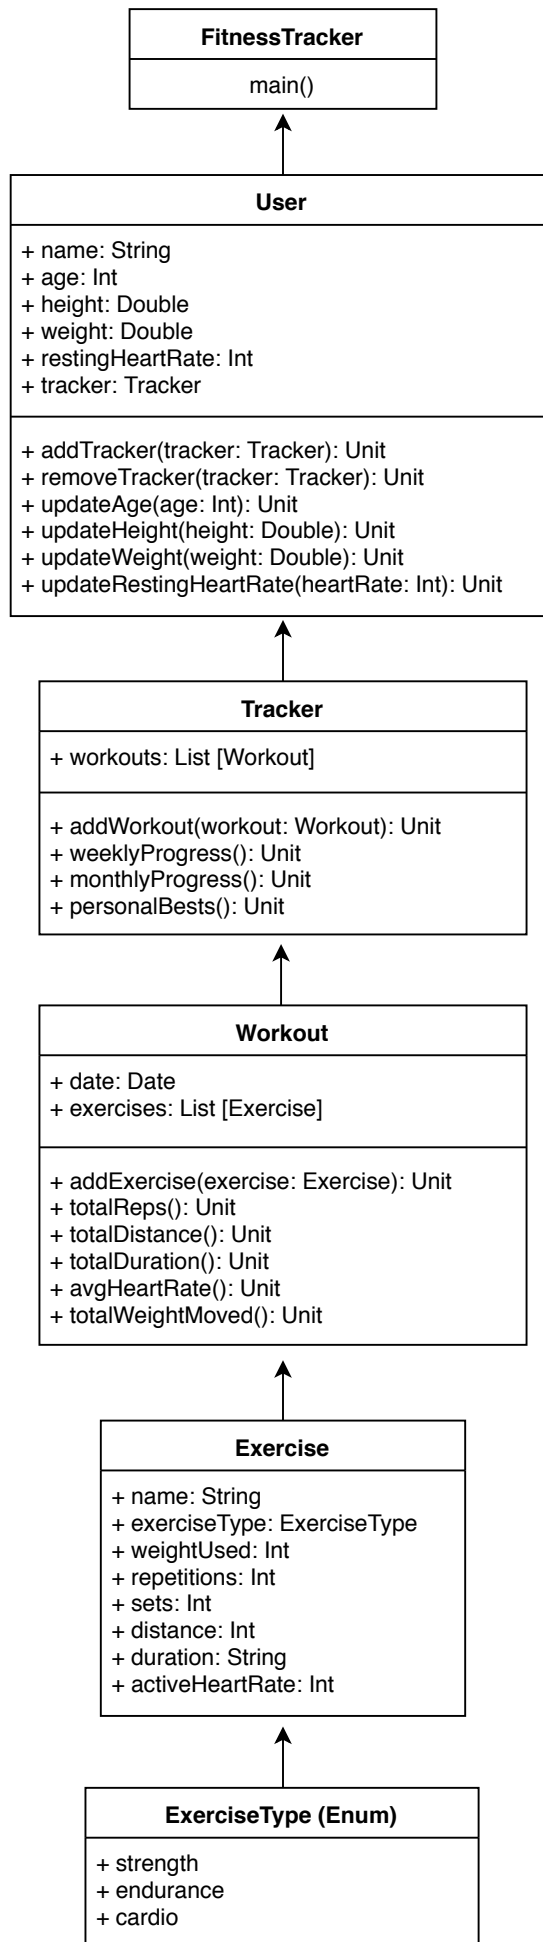 FitnessTracker
main()
User
+ name: String
+ age: Int
+ height: Double
+ weight: Double
+ restingHeartRate: Int
+ tracker: Tracker
+ addTracker(tracker: Tracker): Unit
+ removeTracker(tracker: Tracker): Unit
+ updateAge(age: Int): Unit
+ updateHeight(height: Double): Unit
+ updateWeight(weight: Double): Unit
+ updateRestingHeartRate(heartRate: Int): Unit
Tracker
+ workouts: List [Workout]
+ addWorkout(workout: Workout): Unit
+ weeklyProgress(): Unit
+ monthlyProgress(): Unit
+ personalBests(): Unit
Workout
+ date: Date
+ exercises: List [Exercise]
+ addExercise(exercise: Exercise): Unit
+ totalReps(): Unit
+ totalDistance(): Unit
+ totalDuration(): Unit
+ avgHeartRate(): Unit
+ totalWeightMoved(): Unit
Exercise
+ name: String
+ exerciseType: ExerciseType
+ weightUsed: Int
+ repetitions: Int
+ sets: Int
+ distance: Int
+ duration: String
+ activeHeartRate: Int
ExerciseType (Enum)
+ strength
+ endurance
+ cardio